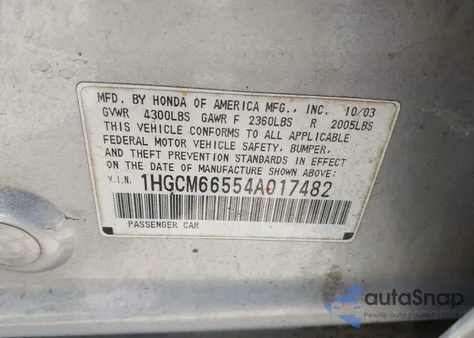 MFD. BY HONDA OF AMERICA MFG., INC. 10/03
GVWR 4300LBS GAWR F 2360LBS R 2005LBS
THIS VEHICLE CONFORMS TO ALL APPLICABLE
FEDERAL MOTOR VEHICLE SAFETY, BUMPER,
AND THEFT PREVENTION STANDARDS IN EFFECT
ON THE DATE OF MANUFACTURE SHOWN ABOVE.
V.I.N. 1HGCM66554A017482
PASSENGER CAR
autoSnap